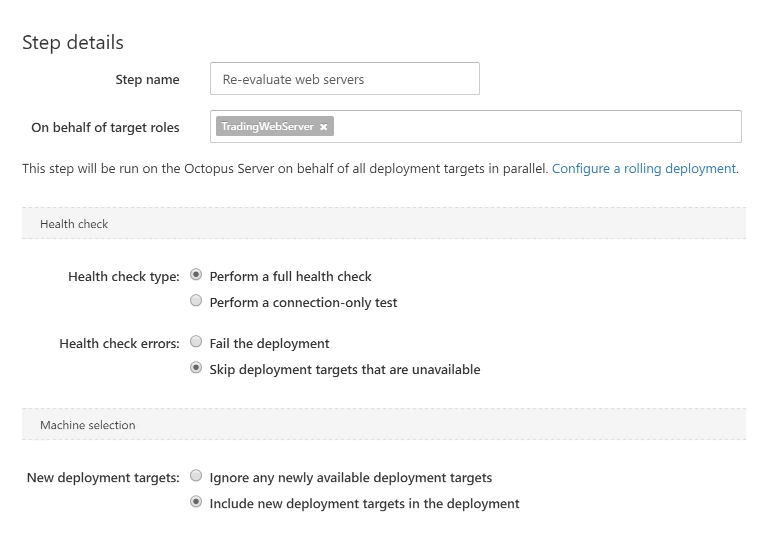 Step details
Step name Re-evaluate web servers
On behalf of target roles TradingWebServer ×
This step will be run on the Octopus Server on behalf of all deployment targets in parallel. Configure a rolling deployment.
Health check
Health check type: Perform a full health check
Perform a connection-only test
Health check errors: Fail the deployment
Skip deployment targets that are unavailable
Machine selection
New deployment targets: Ignore any newly available deployment targets
Include new deployment targets in the deployment